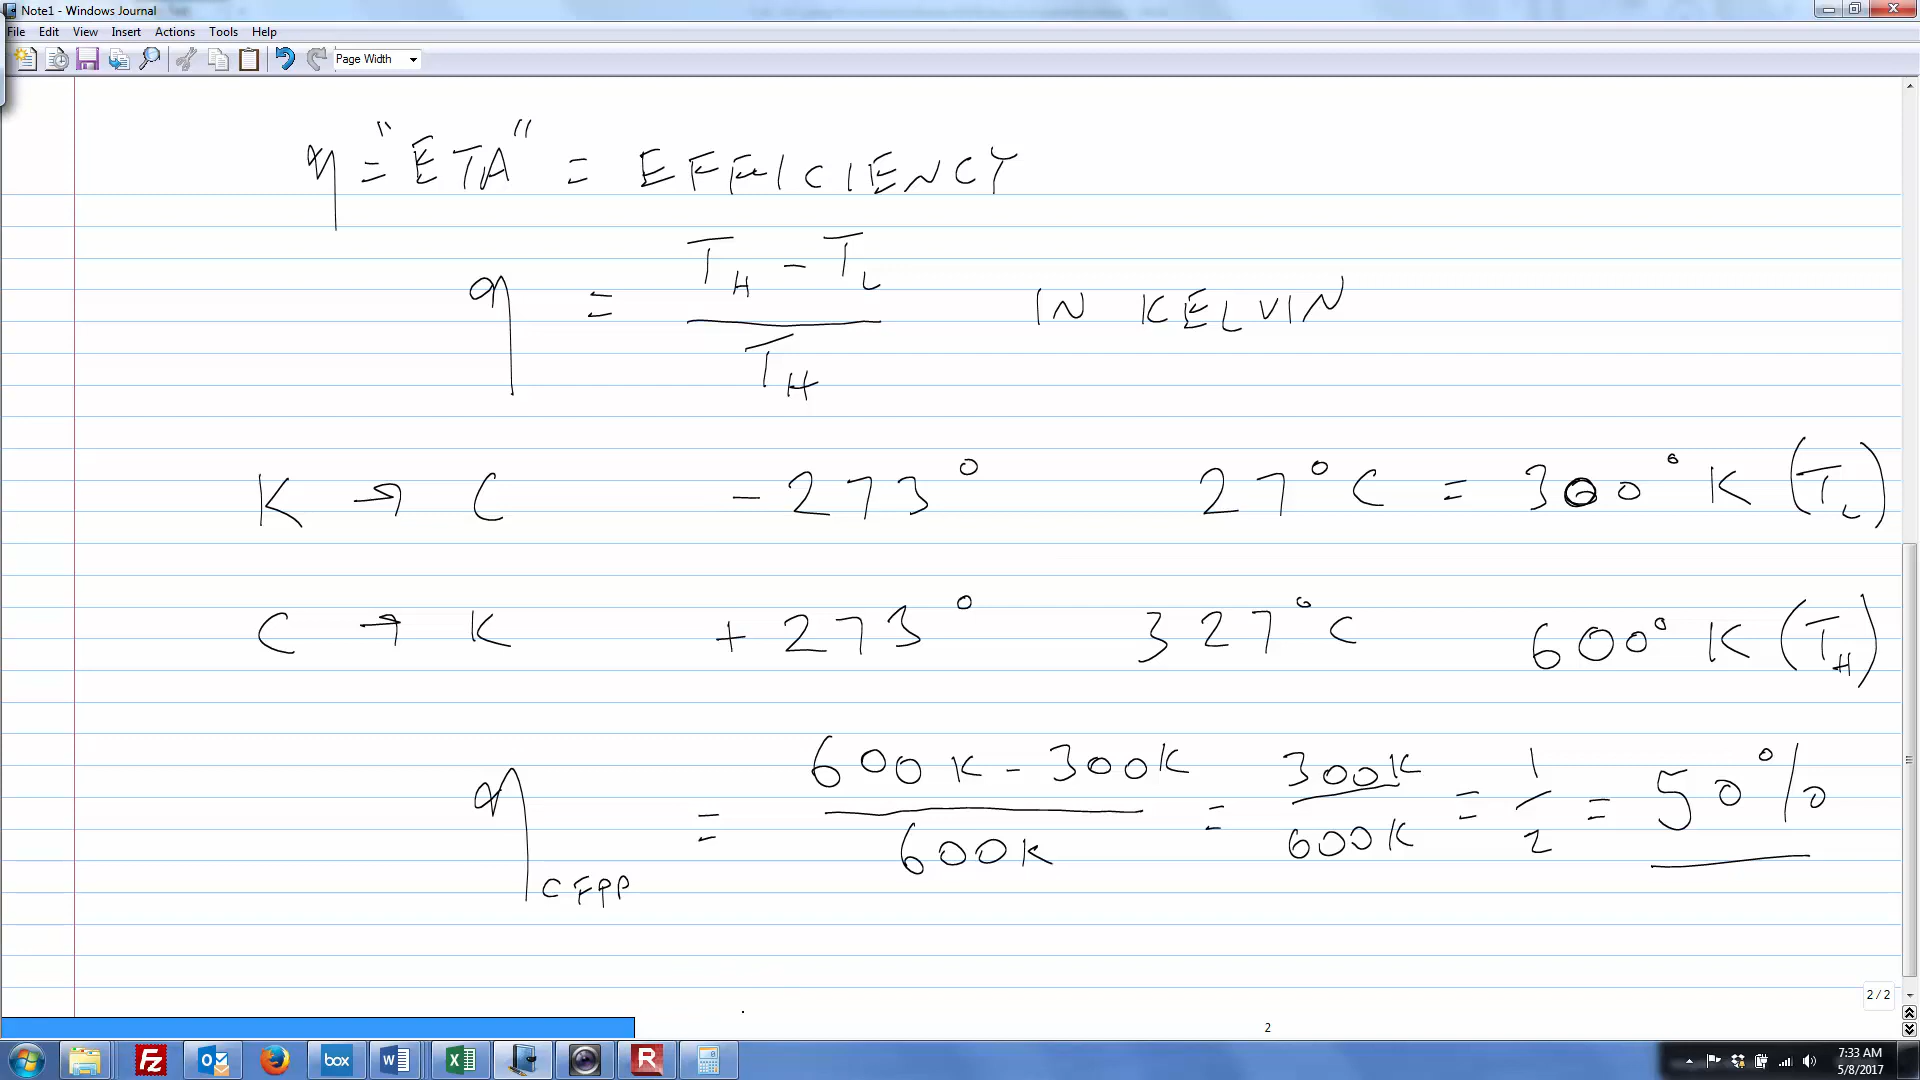 Note1 - Windows Journal
File Edit View Insert Actions Tools Help
Page Width
η = "ETA" = EFFICIENCY
η = (T_H - T_L) / T_H IN KELVIN
K → C - 273° 27°C = 300°K (T_L)
C → K + 273° 327°C 600°K (T_H)
η_CFPP = (600K - 300K) / 600K = 300K / 600K = 1/2 = 50%
2 / 2
2
Fz
box
W
X
R
7:33 AM
5/8/2017